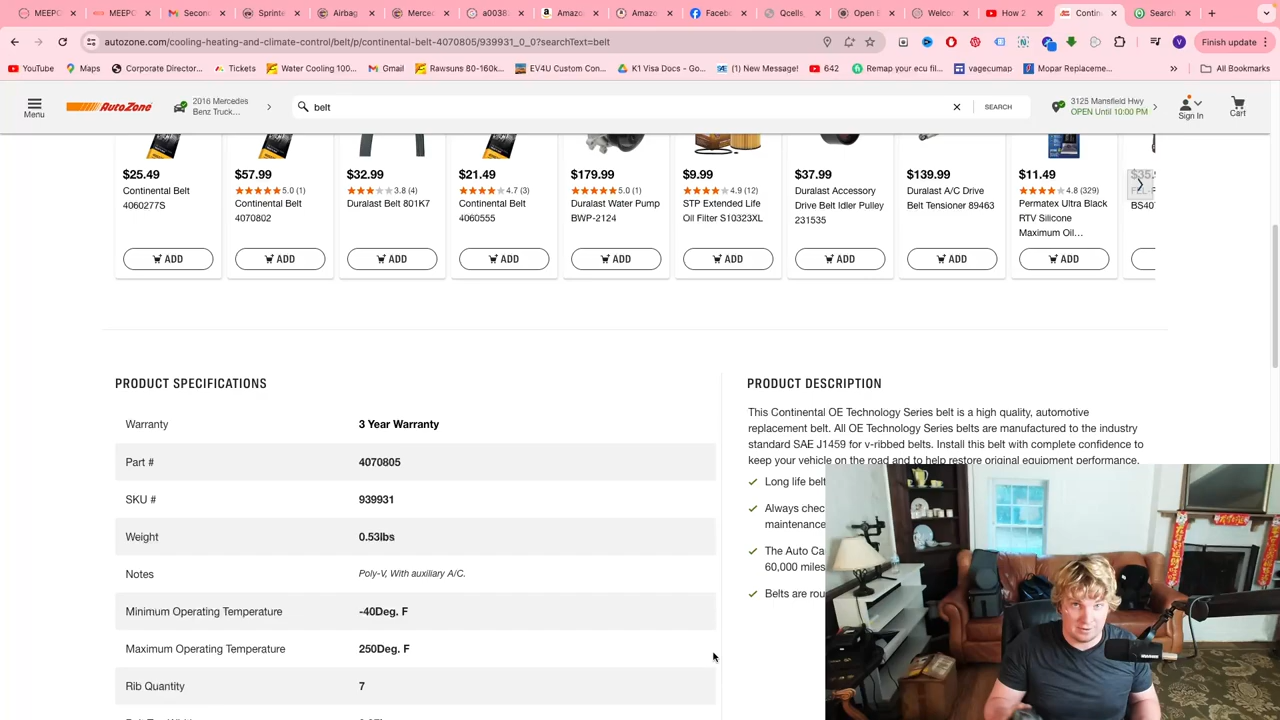 MEEPC
MEEPC
Second
Sprinte
Airbag
Merced
a00382
Amazo
Amazo
Facebo
Qcells
Open E
Welcor
How 2
Contin
Search
autozone.com/cooling-heating-and-climate-control/belt/p/continental-belt-4070805/939931_0_0?searchText=belt
Finish update
YouTube
Maps
Corporate Director...
Tickets
Water Cooling 100...
Gmail
Rawsuns 80-160k...
EV4U Custom Con...
K1 Visa Docs - Go...
(1) New Message!
642
Remap your ecu fil...
vagecumap
Mopar Replaceme...
All Bookmarks
Menu
AutoZone
2016 Mercedes
Benz Truck...
belt
SEARCH
3125 Mansfield Hwy
OPEN Until 10:00 PM
Sign In
Cart
$25.49
Continental Belt
4060277S
ADD
$57.99
5.0 (1)
Continental Belt
4070802
ADD
$32.99
3.8 (4)
Duralast Belt 801K7
ADD
$21.49
4.7 (3)
Continental Belt
4060555
ADD
$179.99
5.0 (1)
Duralast Water Pump
BWP-2124
ADD
$9.99
4.9 (12)
STP Extended Life
Oil Filter S10323XL
ADD
$37.99
Duralast Accessory
Drive Belt Idler Pulley
231535
ADD
$139.99
Duralast A/C Drive
Belt Tensioner 89463
ADD
$11.49
4.8 (329)
Permatex Ultra Black
RTV Silicone
Maximum Oil...
ADD
PRODUCT SPECIFICATIONS
Warranty 3 Year Warranty
Part # 4070805
SKU # 939931
Weight 0.53lbs
Notes Poly-V, With auxiliary A/C.
Minimum Operating Temperature -40Deg. F
Maximum Operating Temperature 250Deg. F
Rib Quantity 7
PRODUCT DESCRIPTION
This Continental OE Technology Series belt is a high quality, automotive
replacement belt. All OE Technology Series belts are manufactured to the industry
standard SAE J1459 for v-ribbed belts. Install this belt with complete confidence to
keep your vehicle on the road and to help restore original equipment performance.
Long life belt
Always chec
maintenance
The Auto Ca
60,000 miles
Belts are rou